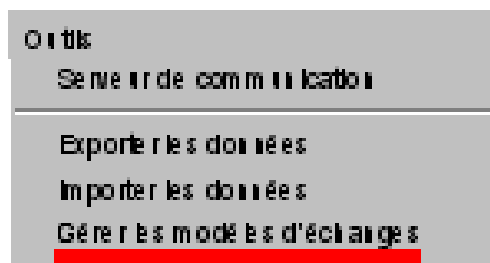 Outils
Serveur de communication
Exporter les données
Importer les données
Gérer les modèles d'échanges